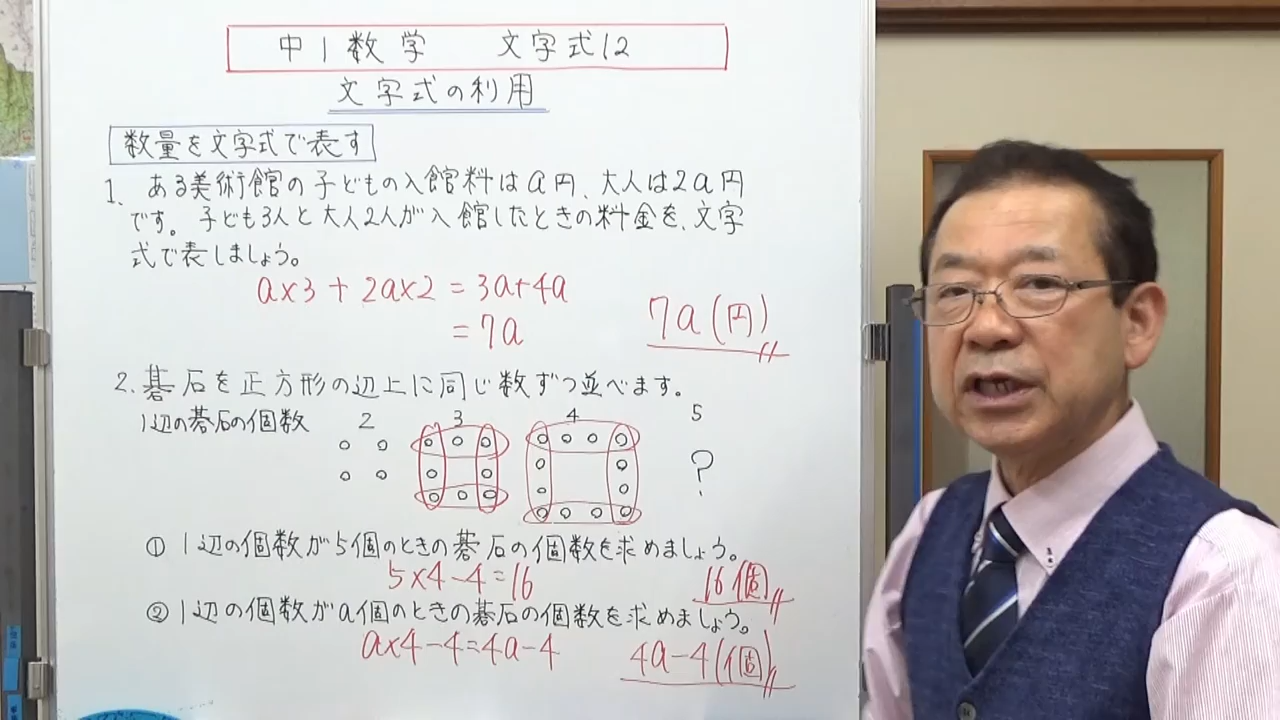 中1数学 文字式12
文字式の利用
数量を文字式で表す
1、ある美術館の子どもの入館料はa円、大人は2a円
です。子ども3人と大人2人が入館したときの料金を、文字
式で表しましょう。
a×3+2a×2=3a+4a
=7a
7a(円)
2.碁石を正方形の辺上に同じ数ずつ並べます。
1辺の碁石の個数 2 3 4 5
?
① 1辺の個数が5個のときの碁石の個数を求めましょう。
5×4-4=16 16個
② 1辺の個数がa個のときの碁石の個数を求めましょう。
a×4-4=4a-4 4a-4(個)